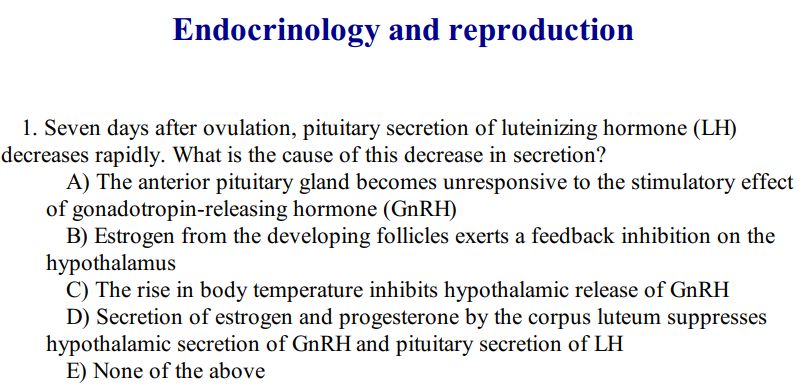 Endocrinology and reproduction
1. Seven days after ovulation, pituitary secretion of luteinizing hormone (LH)
decreases rapidly. What is the cause of this decrease in secretion?
A) The anterior pituitary gland becomes unresponsive to the stimulatory effect
of gonadotropin-releasing hormone (GnRH)
B) Estrogen from the developing follicles exerts a feedback inhibition on the
hypothalamus
C) The rise in body temperature inhibits hypothalamic release of GnRH
D) Secretion of estrogen and progesterone by the corpus luteum suppresses
hypothalamic secretion of GnRH and pituitary secretion of LH
E) None of the above